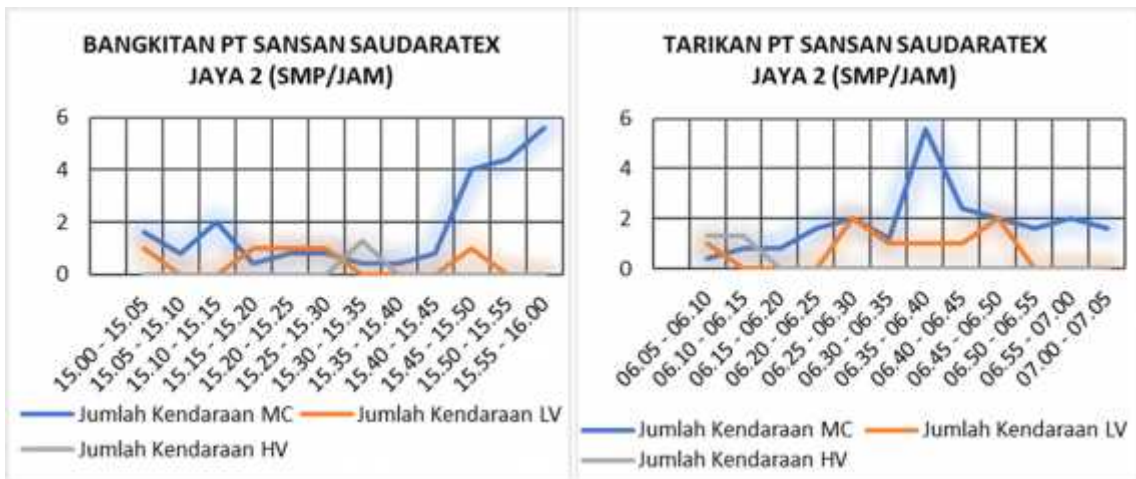 BANGKITAN PT SANSAN SAUDARATEX
JAYA 2 (SMP/JAM)
6
4
2
0
15.00 - 15.05
15.05 - 15.10
15.10 - 15.15
15.15 - 15.20
15.20 - 15.25
15.25 - 15.30
15.30 - 15.35
15.35 - 15.40
15.40 - 15.45
15.45 - 15.50
15.50 - 15.55
15.55 - 16.00
Jumlah Kendaraan MC
Jumlah Kendaraan LV
Jumlah Kendaraan HV
TARIKAN PT SANSAN SAUDARATEX
JAYA 2 (SMP/JAM)
6
4
2
0
06.05 - 06.10
06.10 - 06.15
06.15 - 06.20
06.20 - 06.25
06.25 - 06.30
06.30 - 06.35
06.35 - 06.40
06.40 - 06.45
06.45 - 06.50
06.50 - 06.55
06.55 - 07.00
07.00 - 07.05
Jumlah Kendaraan MC
Jumlah Kendaraan LV
Jumlah Kendaraan HV